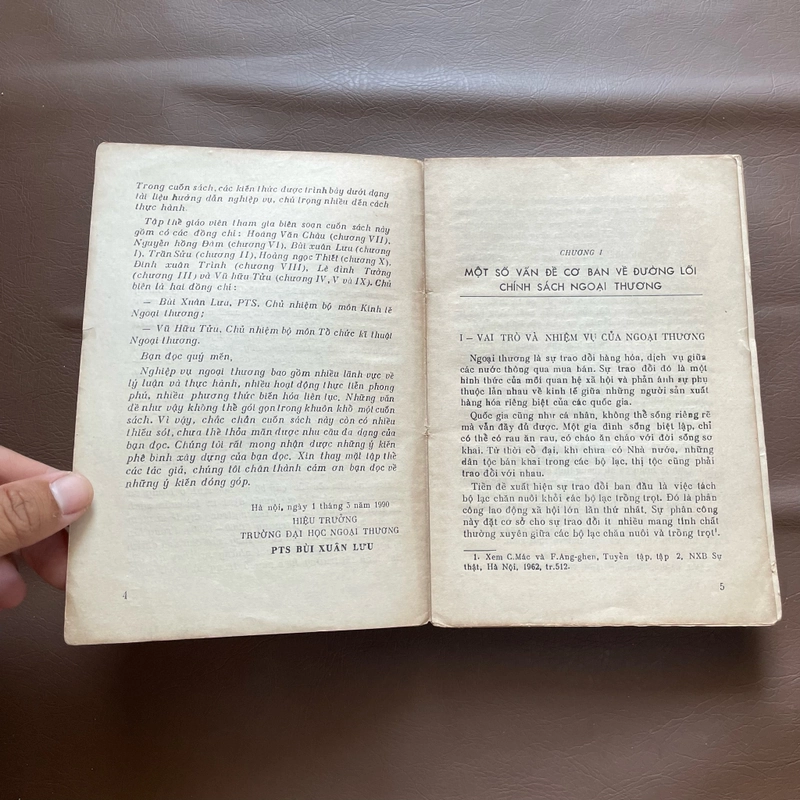 Trong cuốn sách, các kiến thức được trình bày dưới dạng
tài liệu hướng dẫn nghiệp vụ, chú trọng nhiều đến cách
thực hành.
Tập thể giáo viên tham gia biên soạn cuốn sách này
gồm có các đồng chí: Hoàng Văn Châu (chương VII),
Nguyễn hồng Đàm (chương VI), Bùi xuân Lưu (chương
I), Trần Sửu (chương II), Hoàng ngọc Thiết (chương X),
Đinh xuân Trình (chương VIII), Lê đình Tường
(chương III) và Vũ hữu Tửu (chương IV, V và IX). Chủ
biên là hai đồng chí:
— Bùi Xuân Lưu, PTS, Chủ nhiệm bộ môn Kinh tế
Ngoại thương;
— Vũ Hữu Tửu, Chủ nhiệm bộ môn Tổ chức kĩ thuật
Ngoại thương.
Bạn đọc quý mến,
Nghiệp vụ ngoại thương bao gồm nhiều lãnh vực về
lý luận và thực hành, nhiều hoạt động thực tiễn phong
phú, nhiều phương thức biến hóa liên tục. Những vấn
đề như vậy không thể gói gọn trong khuôn khổ một cuốn
sách. Vì vậy, chắc chắn cuốn sách này còn có nhiều
thiếu sót, chưa thể thỏa mãn được nhu cầu đa dạng của
bạn đọc. Chúng tôi rất mong nhận được những ý kiến
phê bình xây dựng của bạn đọc. Xin thay mặt tập thể
các tác giả, chúng tôi chân thành cảm ơn bạn đọc về
những ý kiến đóng góp.
Hà nội, ngày 1 tháng 3 năm 1990
HIỆU TRƯỞNG
TRƯỜNG ĐẠI HỌC NGOẠI THƯƠNG
PTS BÙI XUÂN LƯU
4
CHƯƠNG I
MỘT SỐ VẤN ĐỀ CƠ BẢN VỀ ĐƯỜNG LỐI
CHÍNH SÁCH NGOẠI THƯƠNG
I — VAI TRÒ VÀ NHIỆM VỤ CỦA NGOẠI THƯƠNG
Ngoại thương là sự trao đổi hàng hóa, dịch vụ giữa
các nước thông qua mua bán. Sự trao đổi đó là một
hình thức của mối quan hệ xã hội và phản ánh sự phụ
thuộc lẫn nhau về kinh tế giữa những người sản xuất
hàng hóa riêng biệt của các quốc gia.
Quốc gia cũng như cá nhân, không thể sống riêng rẽ
mà vẫn đầy đủ được. Một gia đình sống biệt lập, chỉ
có thể có rau ăn rau, có cháo ăn cháo với đời sống sơ
khai. Từ thời cổ đại, khi chưa có Nhà nước, những
dân tộc bán khai trong các bộ lạc, thị tộc cũng phải
trao đổi với nhau.
Tiền đề xuất hiện sự trao đổi ban đầu là việc tách
bộ lạc chăn nuôi khỏi các bộ lạc trồng trọt. Đó là phân
công lao động xã hội lớn lần thứ nhất. Sự phân công
này đặt cơ sở cho sự trao đổi ít nhiều mang tính chất
thường xuyên giữa các bộ lạc chăn nuôi và trồng trọt¹.
1. Xem C.Mác và F.Ang-ghen, Tuyển tập, tập 2, NXB Sự
thật, Hà Nội, 1962, tr.512.
5